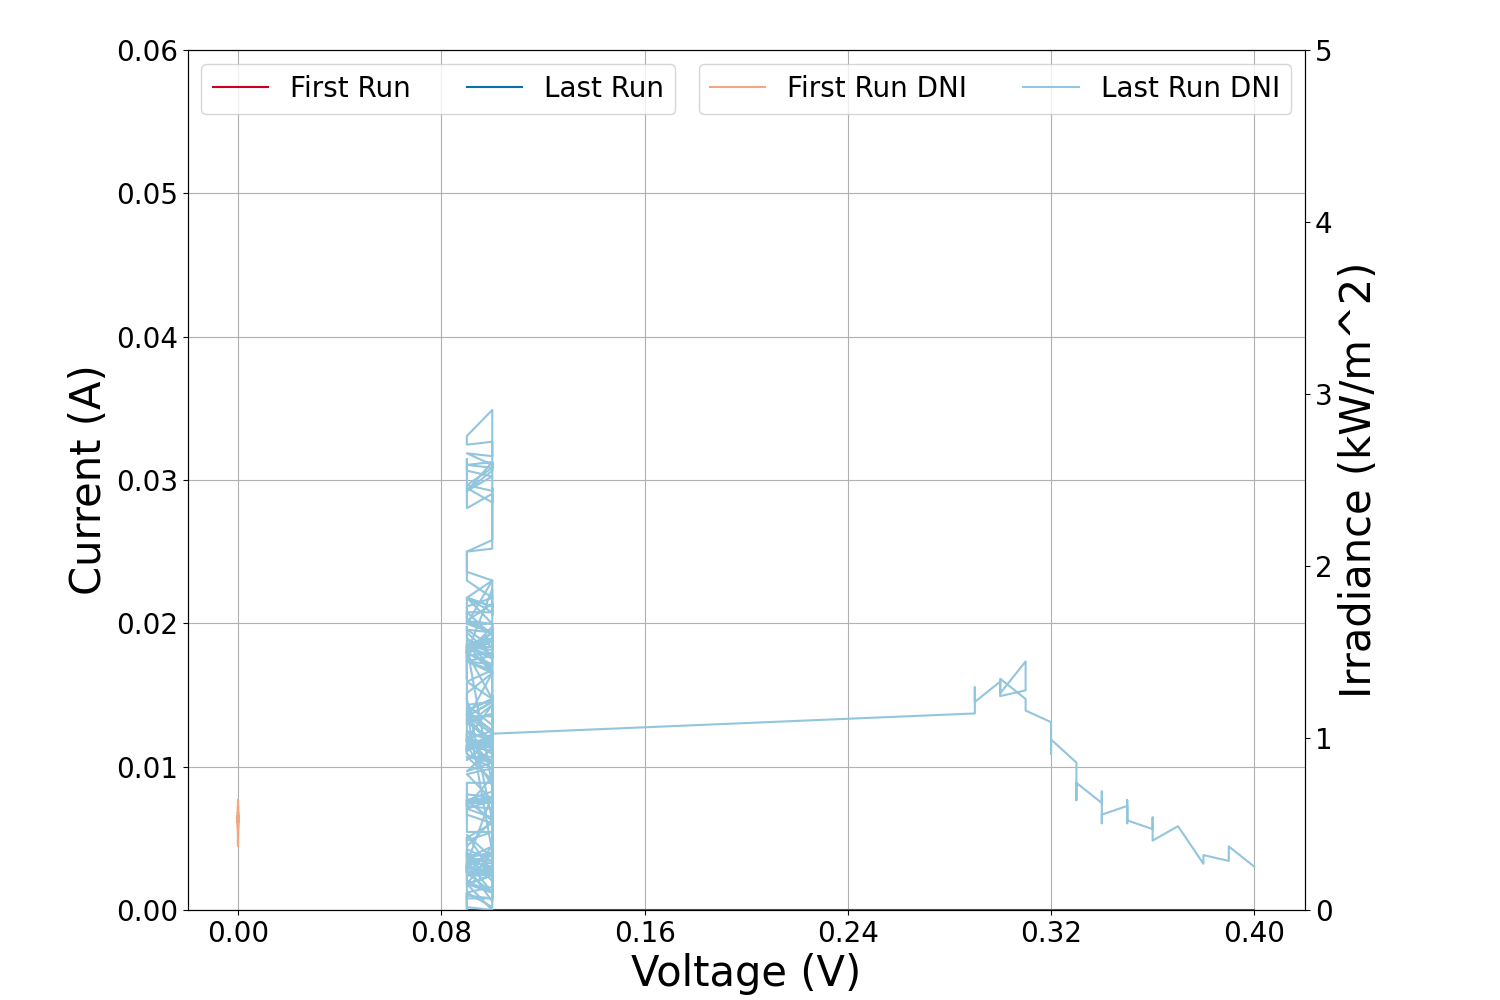 First Run
Last Run
First Run DNI
Last Run DNI
Current (A)
0.06
0.05
0.04
0.03
0.02
0.01
0.00
0.00 0.08 0.16 0.24 0.32 0.40
Voltage (V)
5
4
3
2
1
0
Irradiance (kW/m^2)